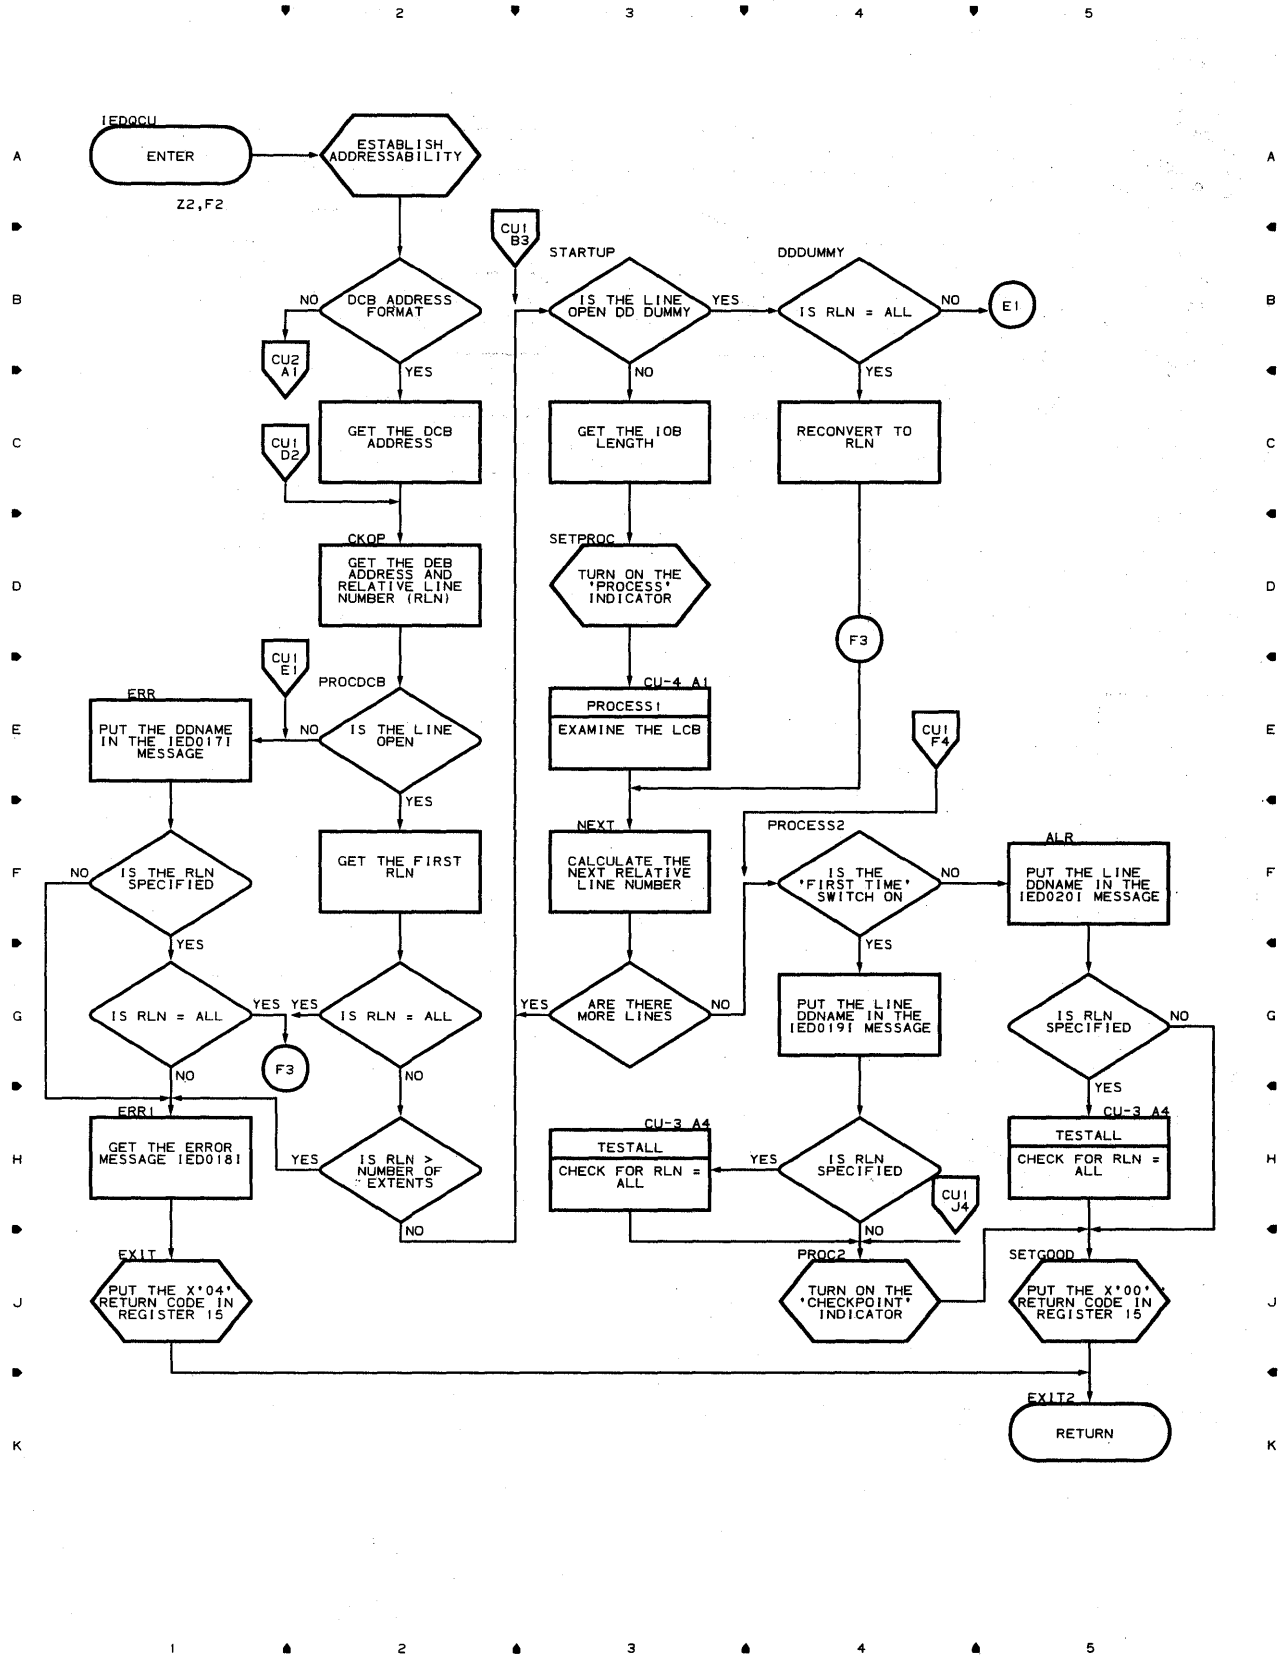 2 3 4 5
IEDQCU
ENTER
Z2,F2
ESTABLISH
ADDRESSABILITY
A A
CU1
B3
DCB ADDRESS
FORMAT
NO
YES
CU2
A1
STARTUP
IS THE LINE
OPEN DD DUMMY
YES
NO
DDDUMMY
IS RLN = ALL
NO
YES
E1
B B
GET THE DCB
ADDRESS
CU1
D2
GET THE IOB
LENGTH
RECONVERT TO
RLN
C C
CKOP
GET THE DEB
ADDRESS AND
RELATIVE LINE
NUMBER (RLN)
SETPROC
TURN ON THE
'PROCESS'
INDICATOR
F3
D D
CU1
E1
ERR
PUT THE DDNAME
IN THE IED017I
MESSAGE
PROCDCB
IS THE LINE
OPEN
NO
YES
CU-4 A1
PROCESS1
EXAMINE THE LCB
CU1
F4
E E
IS THE RLN
SPECIFIED
NO
YES
GET THE FIRST
RLN
NEXT
CALCULATE THE
NEXT RELATIVE
LINE NUMBER
PROCESS2
IS THE
'FIRST TIME'
SWITCH ON
NO
YES
ALR
PUT THE LINE
DDNAME IN THE
IED020I MESSAGE
F F
IS RLN = ALL
YES
NO
F3
IS RLN = ALL
YES
NO
ARE THERE
MORE LINES
YES
NO
PUT THE LINE
DDNAME IN THE
IED019I MESSAGE
IS RLN
SPECIFIED
NO
YES
G G
ERR1
GET THE ERROR
MESSAGE IED018I
IS RLN >
NUMBER OF
EXTENTS
YES
NO
CU-3 A4
TESTALL
CHECK FOR RLN =
ALL
IS RLN
SPECIFIED
YES
NO
CU1
J4
CU-3 A4
TESTALL
CHECK FOR RLN =
ALL
H H
EXIT
PUT THE X'04'
RETURN CODE IN
REGISTER 15
PROC2
TURN ON THE
'CHECKPOINT'
INDICATOR
SETGOOD
PUT THE X'00'
RETURN CODE IN
REGISTER 15
J J
EXIT2
RETURN
K K
1 2 3 4 5